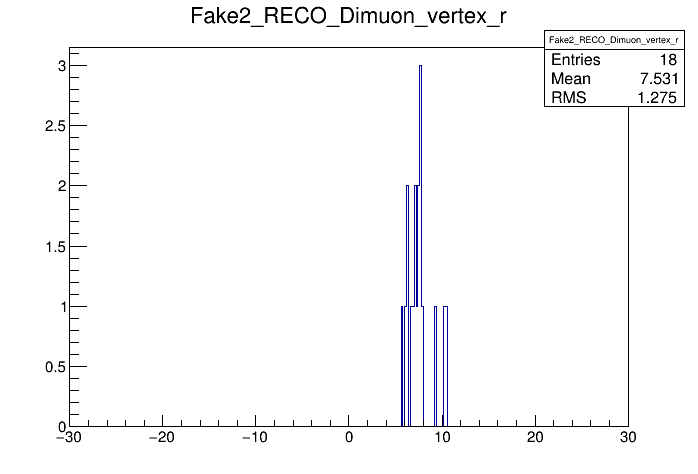 Fake2_RECO_Dimuon_vertex_r
Fake2_RECO_Dimuon_vertex_r
Entries 18
Mean 7.531
RMS 1.275
3
2.5
2
1.5
1
0.5
0
−30 −20 −10 0 10 20 30